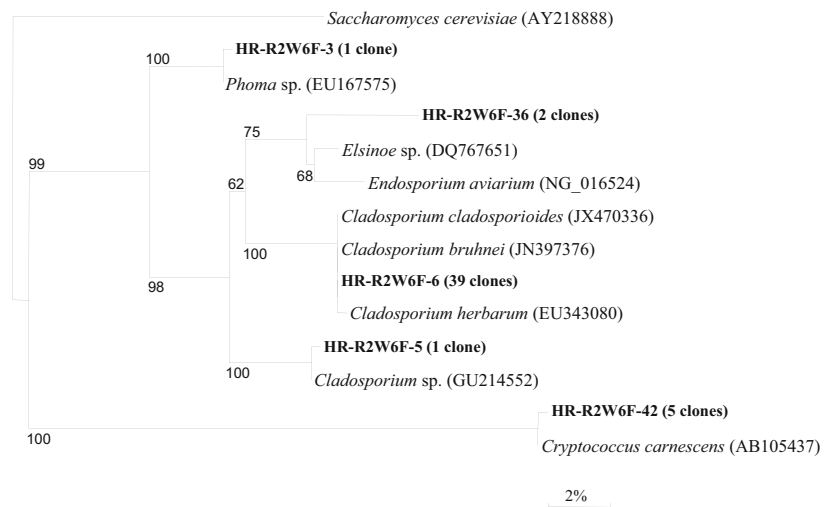 Saccharomyces cerevisiae (AY218888)
HR-R2W6F-3 (1 clone)
100
Phoma sp. (EU167575)
HR-R2W6F-36 (2 clones)
75
Elsinoe sp. (DQ767651)
99
68
Endosporium aviarium (NG_016524)
62
Cladosporium cladosporioides (JX470336)
Cladosporium bruhnei (JN397376)
100
HR-R2W6F-6 (39 clones)
98
Cladosporium herbarum (EU343080)
HR-R2W6F-5 (1 clone)
100
Cladosporium sp. (GU214552)
HR-R2W6F-42 (5 clones)
100
Cryptococcus carnescens (AB105437)
2%